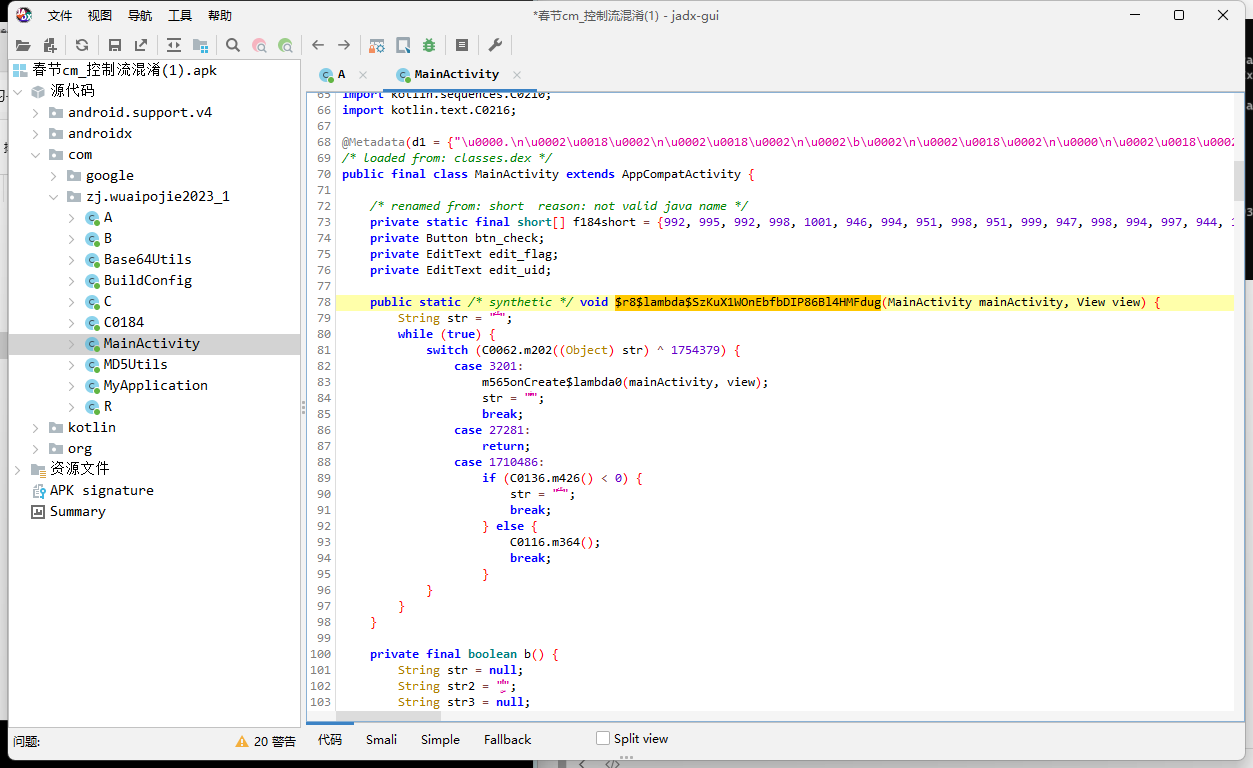 *春节cm_控制流混淆(1) - jadx-gui
文件 视图 导航 工具 帮助
春节cm_控制流混淆(1).apk
源代码
android.support.v4
androidx
com
google
zj.wuaipojie2023_1
A
B
Base64Utils
BuildConfig
C
C0184
MainActivity
MD5Utils
MyApplication
R
kotlin
org
资源文件
APK signature
Summary
问题:
20 警告
A
MainActivity
65 import kotlin.sequences.C0210;
66 import kotlin.text.C0216;
67
68 @Metadata(d1 = {"\u0000.\n\u0002\u0018\u0002\n\u0002\u0018\u0002\n\u0002\b\u0002\n\u0002\u0018\u0002\n\u0000\n\u0002\u0018\u0002
69 /* loaded from: classes.dex */
70 public final class MainActivity extends AppCompatActivity {
71
72 /* renamed from: short reason: not valid java name */
73 private static final short[] f184short = {992, 995, 992, 998, 1001, 946, 994, 951, 998, 951, 999, 947, 998, 994, 997, 944,
74 private Button btn_check;
75 private EditText edit_flag;
76 private EditText edit_uid;
77
78 public static /* synthetic */ void $r8$lambda$SzKuX1WOnEbfbDIP86Bl4HMFdug(MainActivity mainActivity, View view) {
79 String str = "";
80 while (true) {
81 switch (C0062.m202((Object) str) ^ 1754379) {
82 case 3201:
83 m565onCreate$lambda0(mainActivity, view);
84 str = "";
85 break;
86 case 27281:
87 return;
88 case 1710486:
89 if (C0136.m426() < 0) {
90 str = "";
91 break;
92 } else {
93 C0116.m364();
94 break;
95 }
96 }
97 }
98 }
99
100 private final boolean b() {
101 String str = null;
102 String str2 = "";
103 String str3 = null;
代码 Smali Simple Fallback Split view